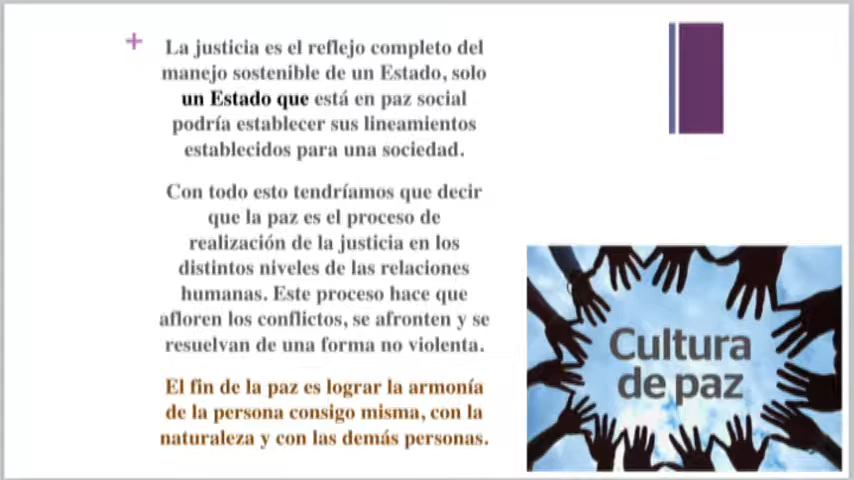 La justicia es el reflejo completo del
manejo sostenible de un Estado, solo
un Estado que está en paz social
podría establecer sus lineamientos
establecidos para una sociedad.
Con todo esto tendríamos que decir
que la paz es el proceso de
realización de la justicia en los
distintos niveles de las relaciones
humanas. Este proceso hace que
afloren los conflictos, se afronten y se
resuelvan de una forma no violenta.
El fin de la paz es lograr la armonía
de la persona consigo misma, con la
naturaleza y con las demás personas.
Cultura
de paz